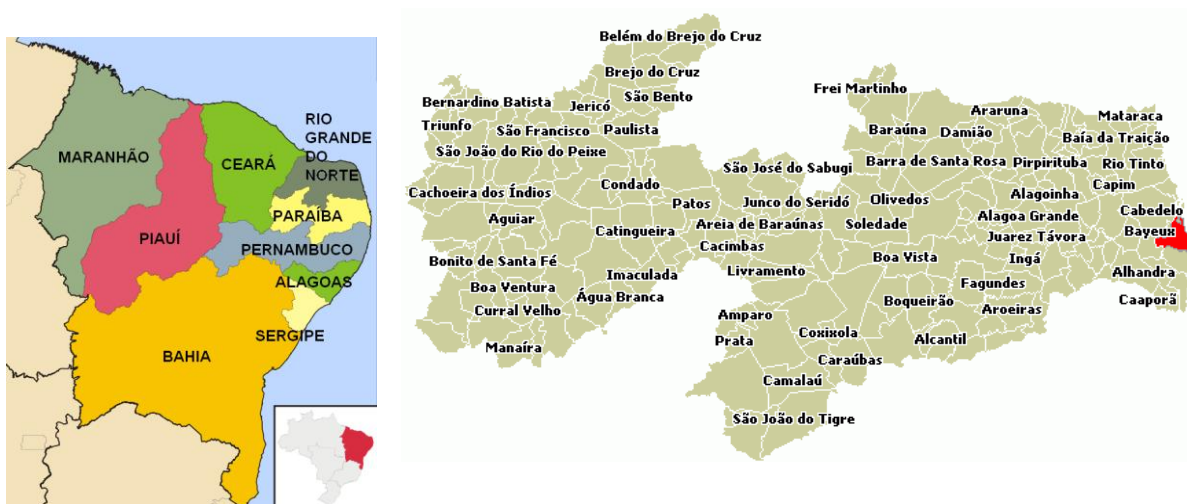 MARANHÃO
PIAUÍ
CEARÁ
RIO
GRANDE
DO
NORTE
PARAÍBA
PERNAMBUCO
ALAGOAS
SERGIPE
BAHIA
Belém do Brejo do Cruz
Brejo do Cruz
São Bento
Bernardino Batista
Jericó
Triunfo
São Francisco
Paulista
São João do Rio do Peixe
Cachoeira dos Índios
Condado
Aguiar
Patos
Catingueira
Bonito de Santa Fé
Boa Ventura
Imaculada
Curral Velho
Água Branca
Manaíra
São José do Sabugi
Junco do Seridó
Areia de Baraúnas
Cacimbas
Livramento
Amparo
Prata
Coxixola
Caraúbas
Camalaú
São João do Tigre
Frei Martinho
Baraúna
Damião
Araruna
Mataraca
Baía da Traição
Barra de Santa Rosa
Pirpirituba
Rio Tinto
Capim
Olivedos
Alagoinha
Cabedelo
Soledade
Alagoa Grande
Bayeux
Juarez Távora
Boa Vista
Ingá
Alhandra
Fagundes
Caaporã
Boqueirão
Aroeiras
Alcantil